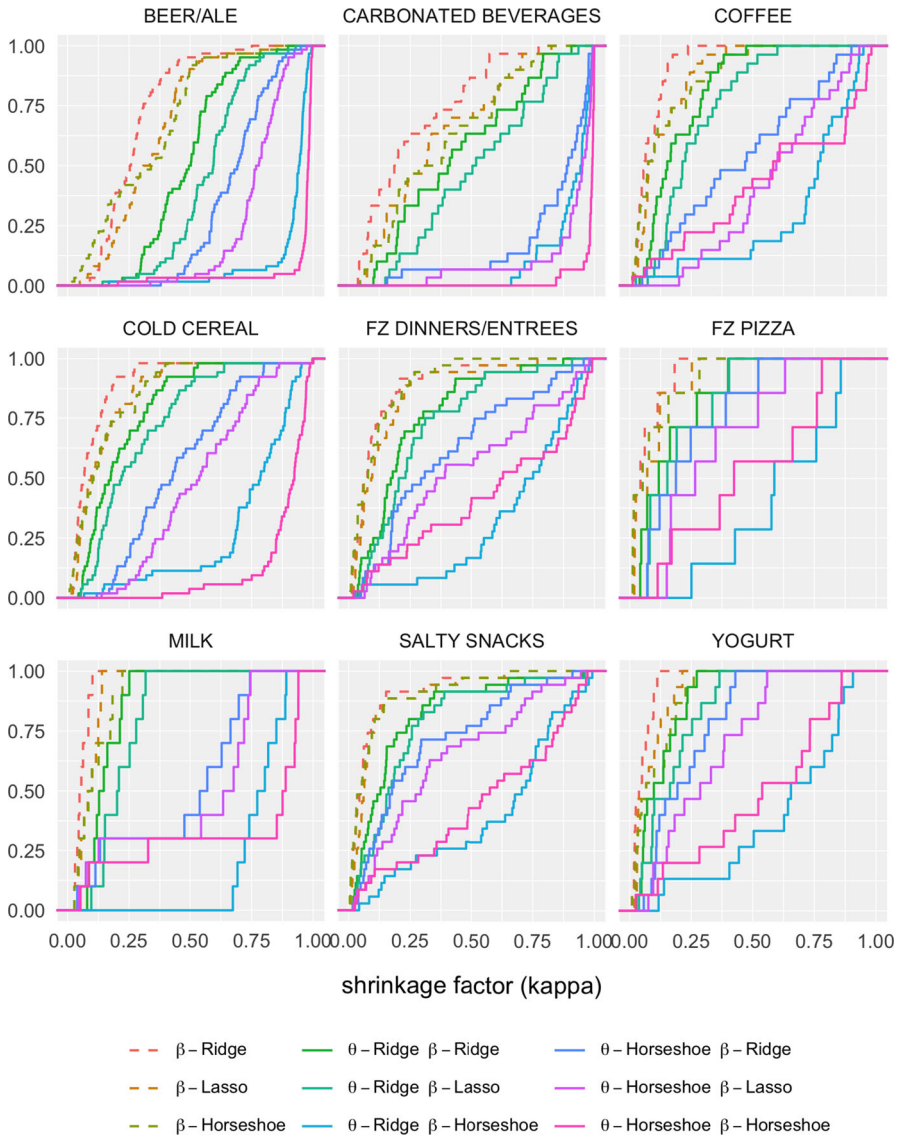 BEER/ALE CARBONATED BEVERAGES COFFEE
1.00
0.75
0.50
0.25
0.00
COLD CEREAL FZ DINNERS/ENTREES FZ PIZZA
1.00
0.75
0.50
0.25
0.00
MILK SALTY SNACKS YOGURT
1.00
0.75
0.50
0.25
0.00
0.00 0.25 0.50 0.75 1.00 0.00 0.25 0.50 0.75 1.00 0.00 0.25 0.50 0.75 1.00
shrinkage factor (kappa)
β−Ridge θ−Ridge β−Ridge θ−Horseshoe β−Ridge
β−Lasso θ−Ridge β−Lasso θ−Horseshoe β−Lasso
β−Horseshoe θ−Ridge β−Horseshoe θ−Horseshoe β−Horseshoe